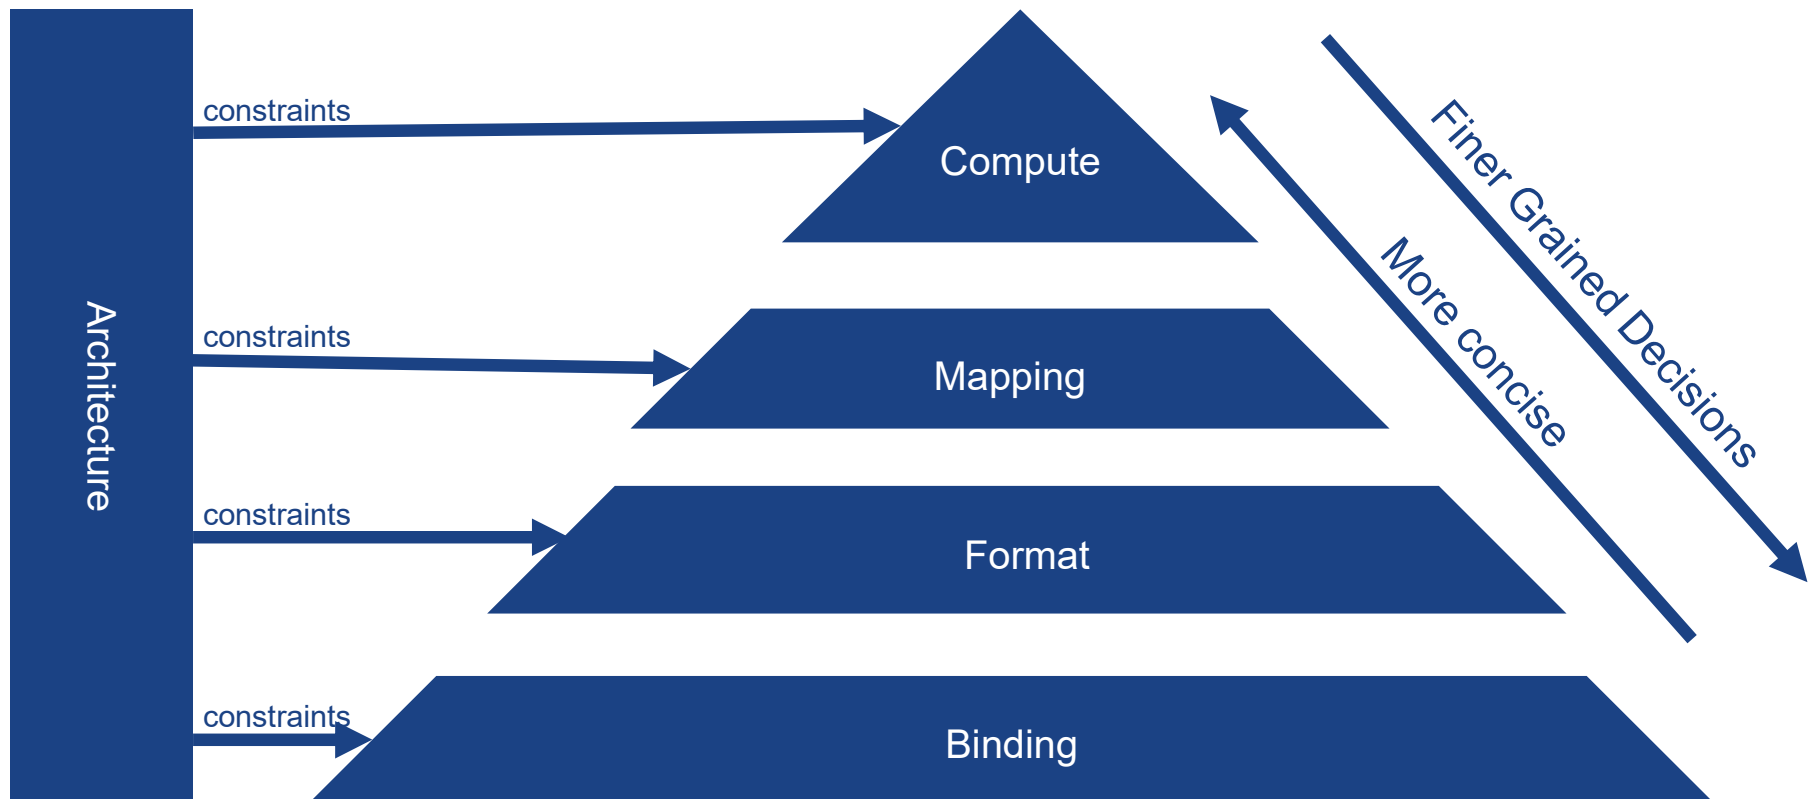 Architecture
constraints
Compute
constraints
Mapping
constraints
Format
constraints
Binding
More concise
Finer Grained Decisions